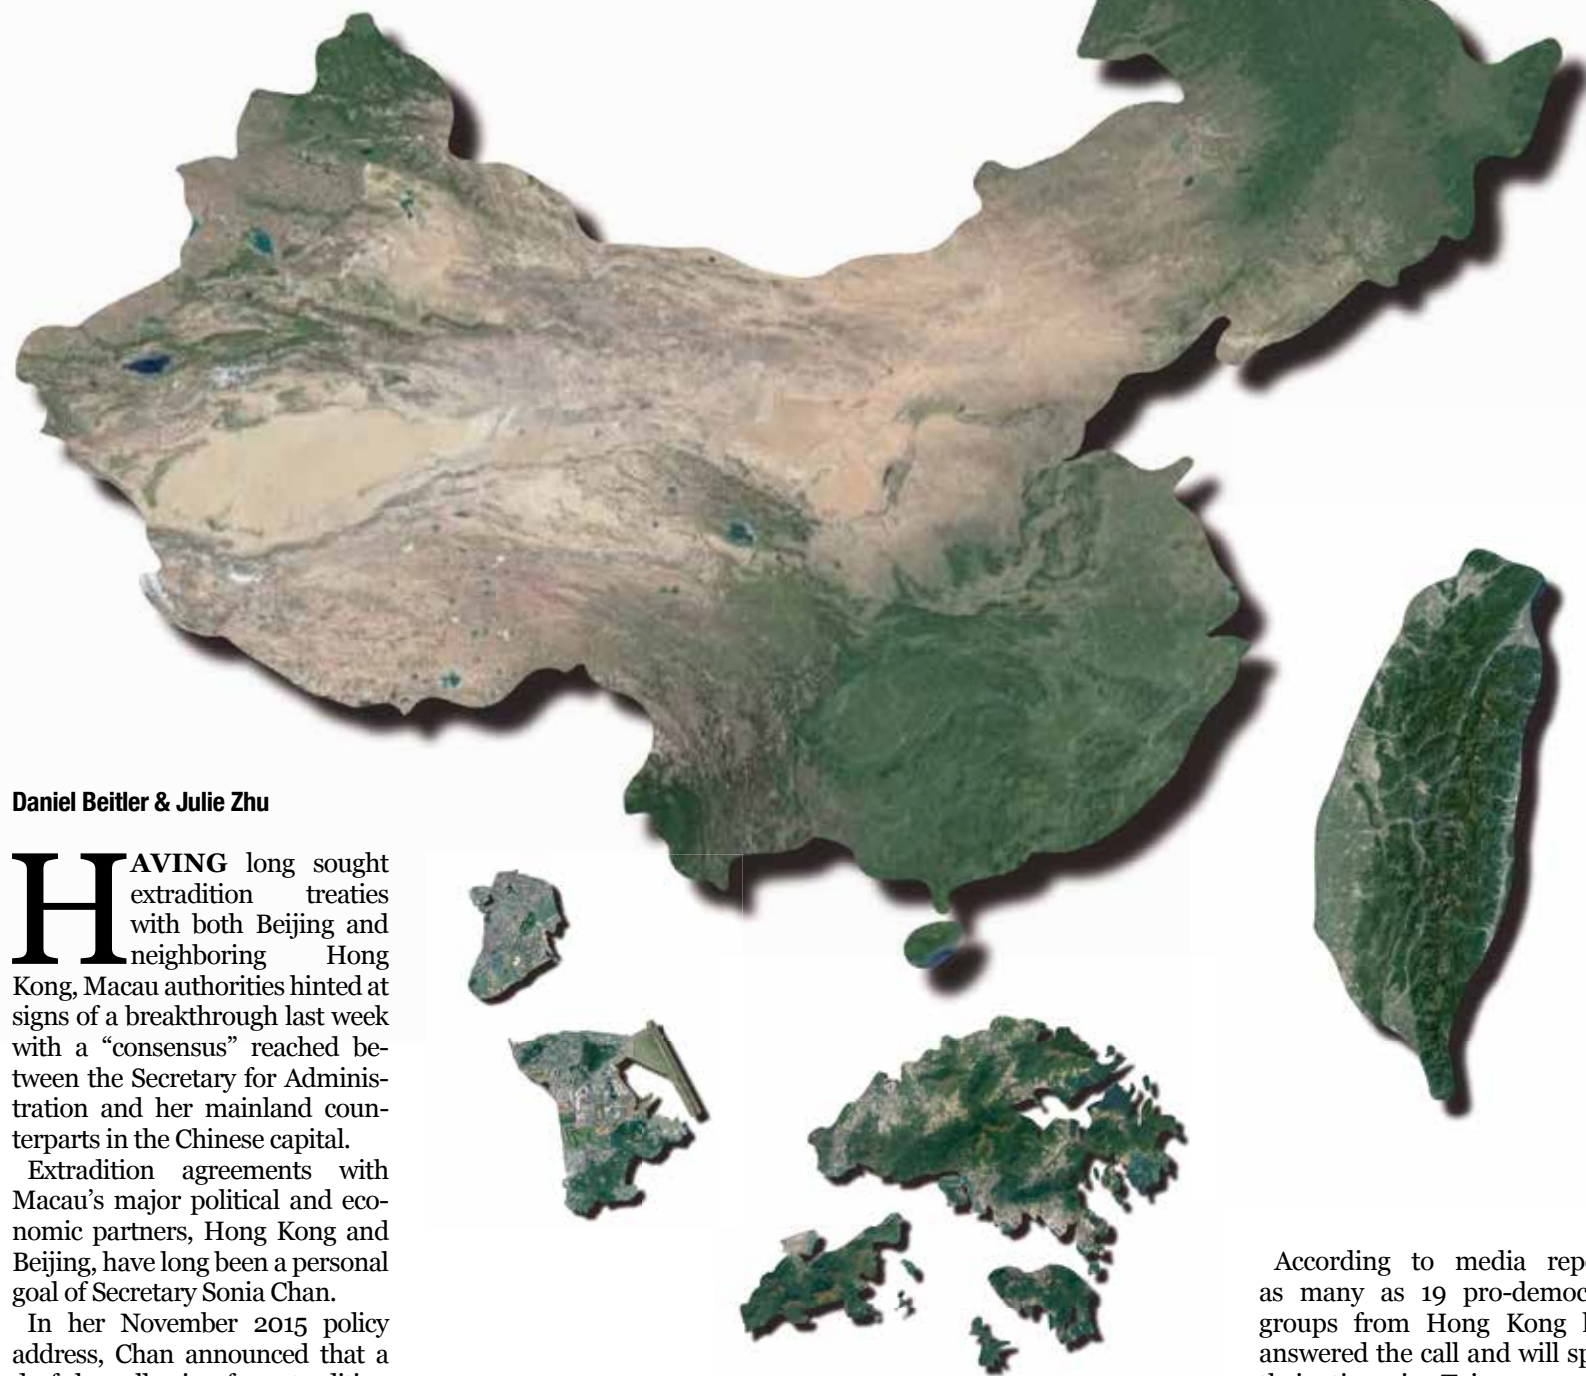 Daniel Beitler & Julie Zhu
HAVING long sought
extradition treaties
with both Beijing and
neighboring Hong
Kong, Macau authorities hinted at
signs of a breakthrough last week
with a “consensus” reached be-
tween the Secretary for Adminis-
tration and her mainland coun-
terparts in the Chinese capital.
Extradition agreements with
Macau’s major political and eco-
nomic partners, Hong Kong and
Beijing, have long been a personal
goal of Secretary Sonia Chan.
In her November 2015 policy
address, Chan announced that a
According to media
as many as 19
groups from Hong Kong
answered the call and will